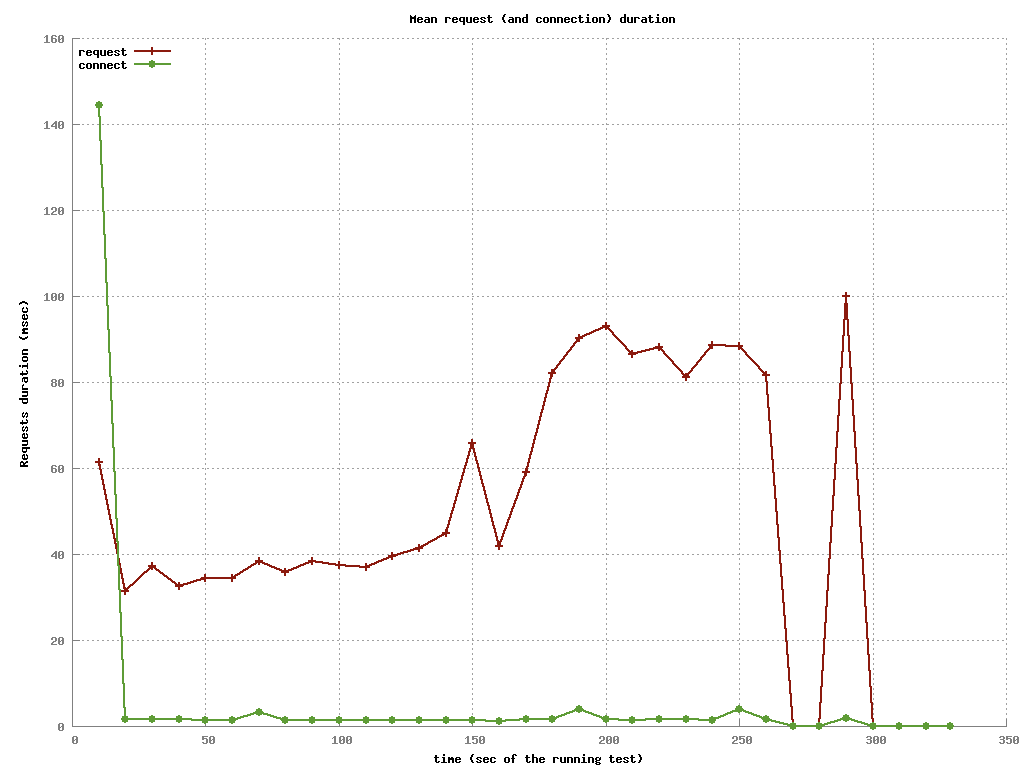 Mean request (and connection) duration
160
request
connect
140
120
100
80
60
40
20
0
Requests duration (msec)
0 50 100 150 200 250 300 350
time (sec of the running test)